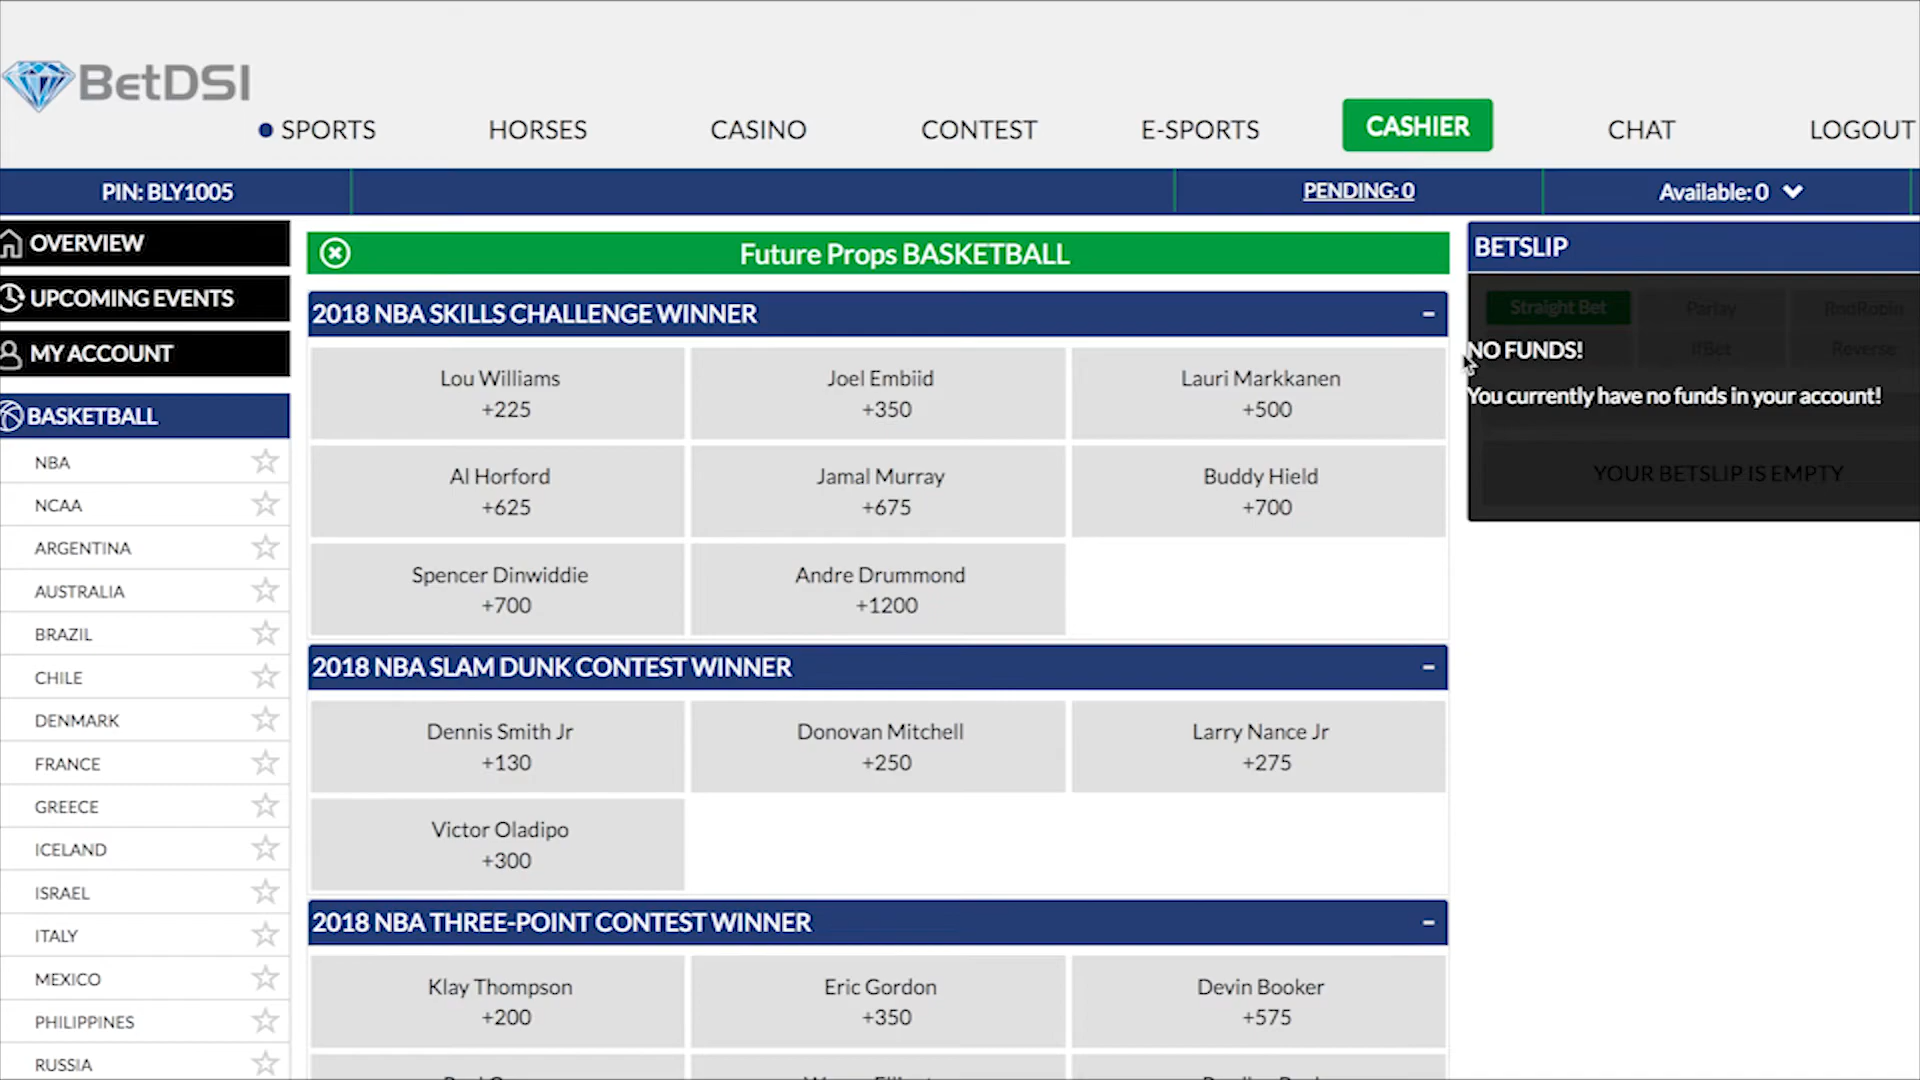 BetDSI
SPORTS
HORSES
CASINO
CONTEST
E-SPORTS
CASHIER
CHAT
LOGOUT
PIN: BLY1005
PENDING: 0
Available: 0
OVERVIEW
UPCOMING EVENTS
MY ACCOUNT
BASKETBALL
NBA
NCAA
ARGENTINA
AUSTRALIA
BRAZIL
CHILE
DENMARK
FRANCE
GREECE
ICELAND
ISRAEL
ITALY
MEXICO
PHILIPPINES
RUSSIA
Future Props BASKETBALL
2018 NBA SKILLS CHALLENGE WINNER
Lou Williams
+225
Joel Embiid
+350
Lauri Markkanen
+500
Al Horford
+625
Jamal Murray
+675
Buddy Hield
+700
Spencer Dinwiddie
+700
Andre Drummond
+1200
2018 NBA SLAM DUNK CONTEST WINNER
Dennis Smith Jr
+130
Donovan Mitchell
+250
Larry Nance Jr
+275
Victor Oladipo
+300
2018 NBA THREE-POINT CONTEST WINNER
Klay Thompson
+200
Eric Gordon
+350
Devin Booker
+575
BETSLIP
Straight Bet
Parlay
RndRobin
IfBet
Reverse
NO FUNDS!
You currently have no funds in your account!
YOUR BETSLIP IS EMPTY